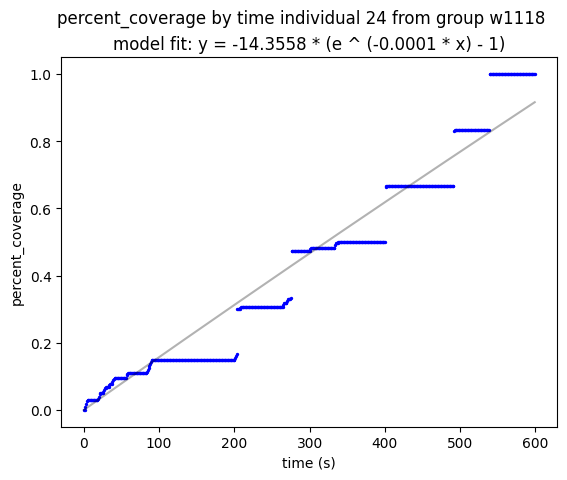 percent_coverage by time individual 24 from group w1118
model fit: y = -14.3558 * (e ^ (-0.0001 * x) - 1)
1.0
0.8
0.6
0.4
0.2
0.0
percent_coverage
0 100 200 300 400 500 600
time (s)